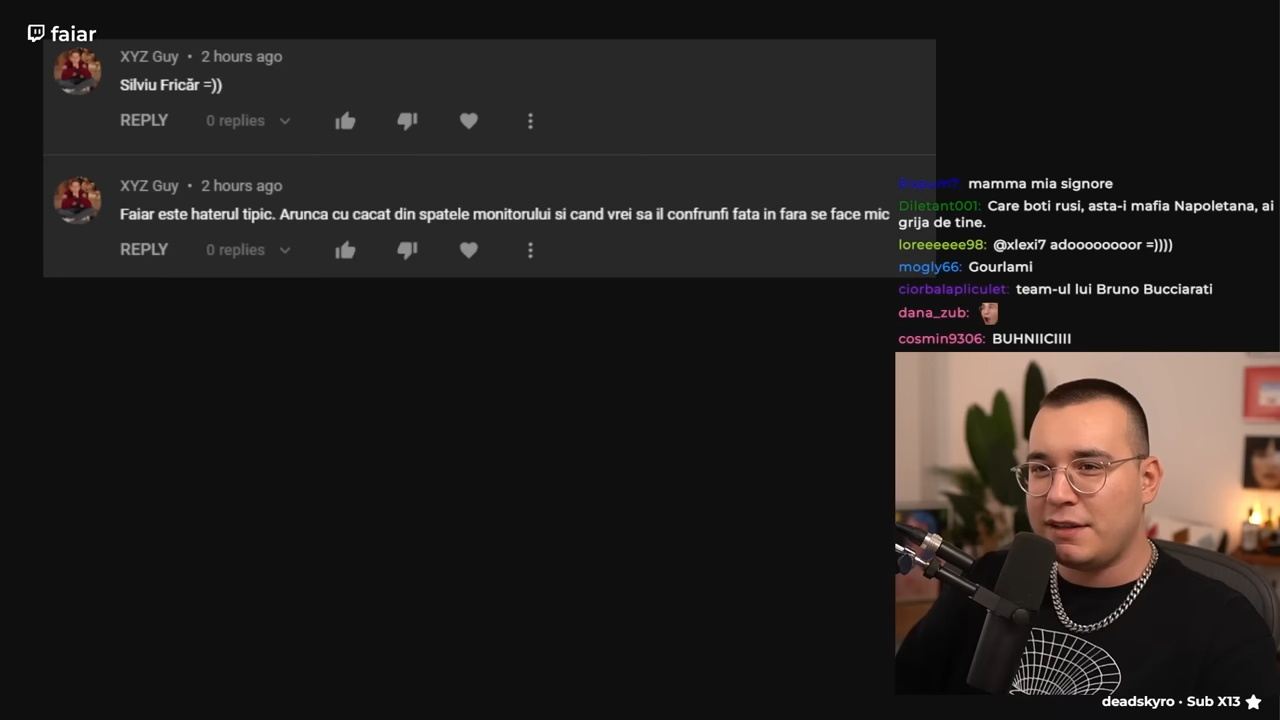 faiar
XYZ Guy • 2 hours ago
Silviu Fricăr =))
REPLY 0 replies
XYZ Guy • 2 hours ago
Faiar este haterul tipic. Arunca cu cacat din spatele monitorului si cand vrei sa il confrunfi fata in fara se face mic
REPLY 0 replies
mamma mia signore
Diletant001: Care boti rusi, asta-i mafia Napoletana, ai
grija de tine.
loreeeeee98: @xlexi7 adoooooooor =))))
mogly66: Gourlami
ciorbalapliculet: team-ul lui Bruno Bucciarati
dana_zub:
cosmin9306: BUHNIICIIII
deadskyro · Sub X13